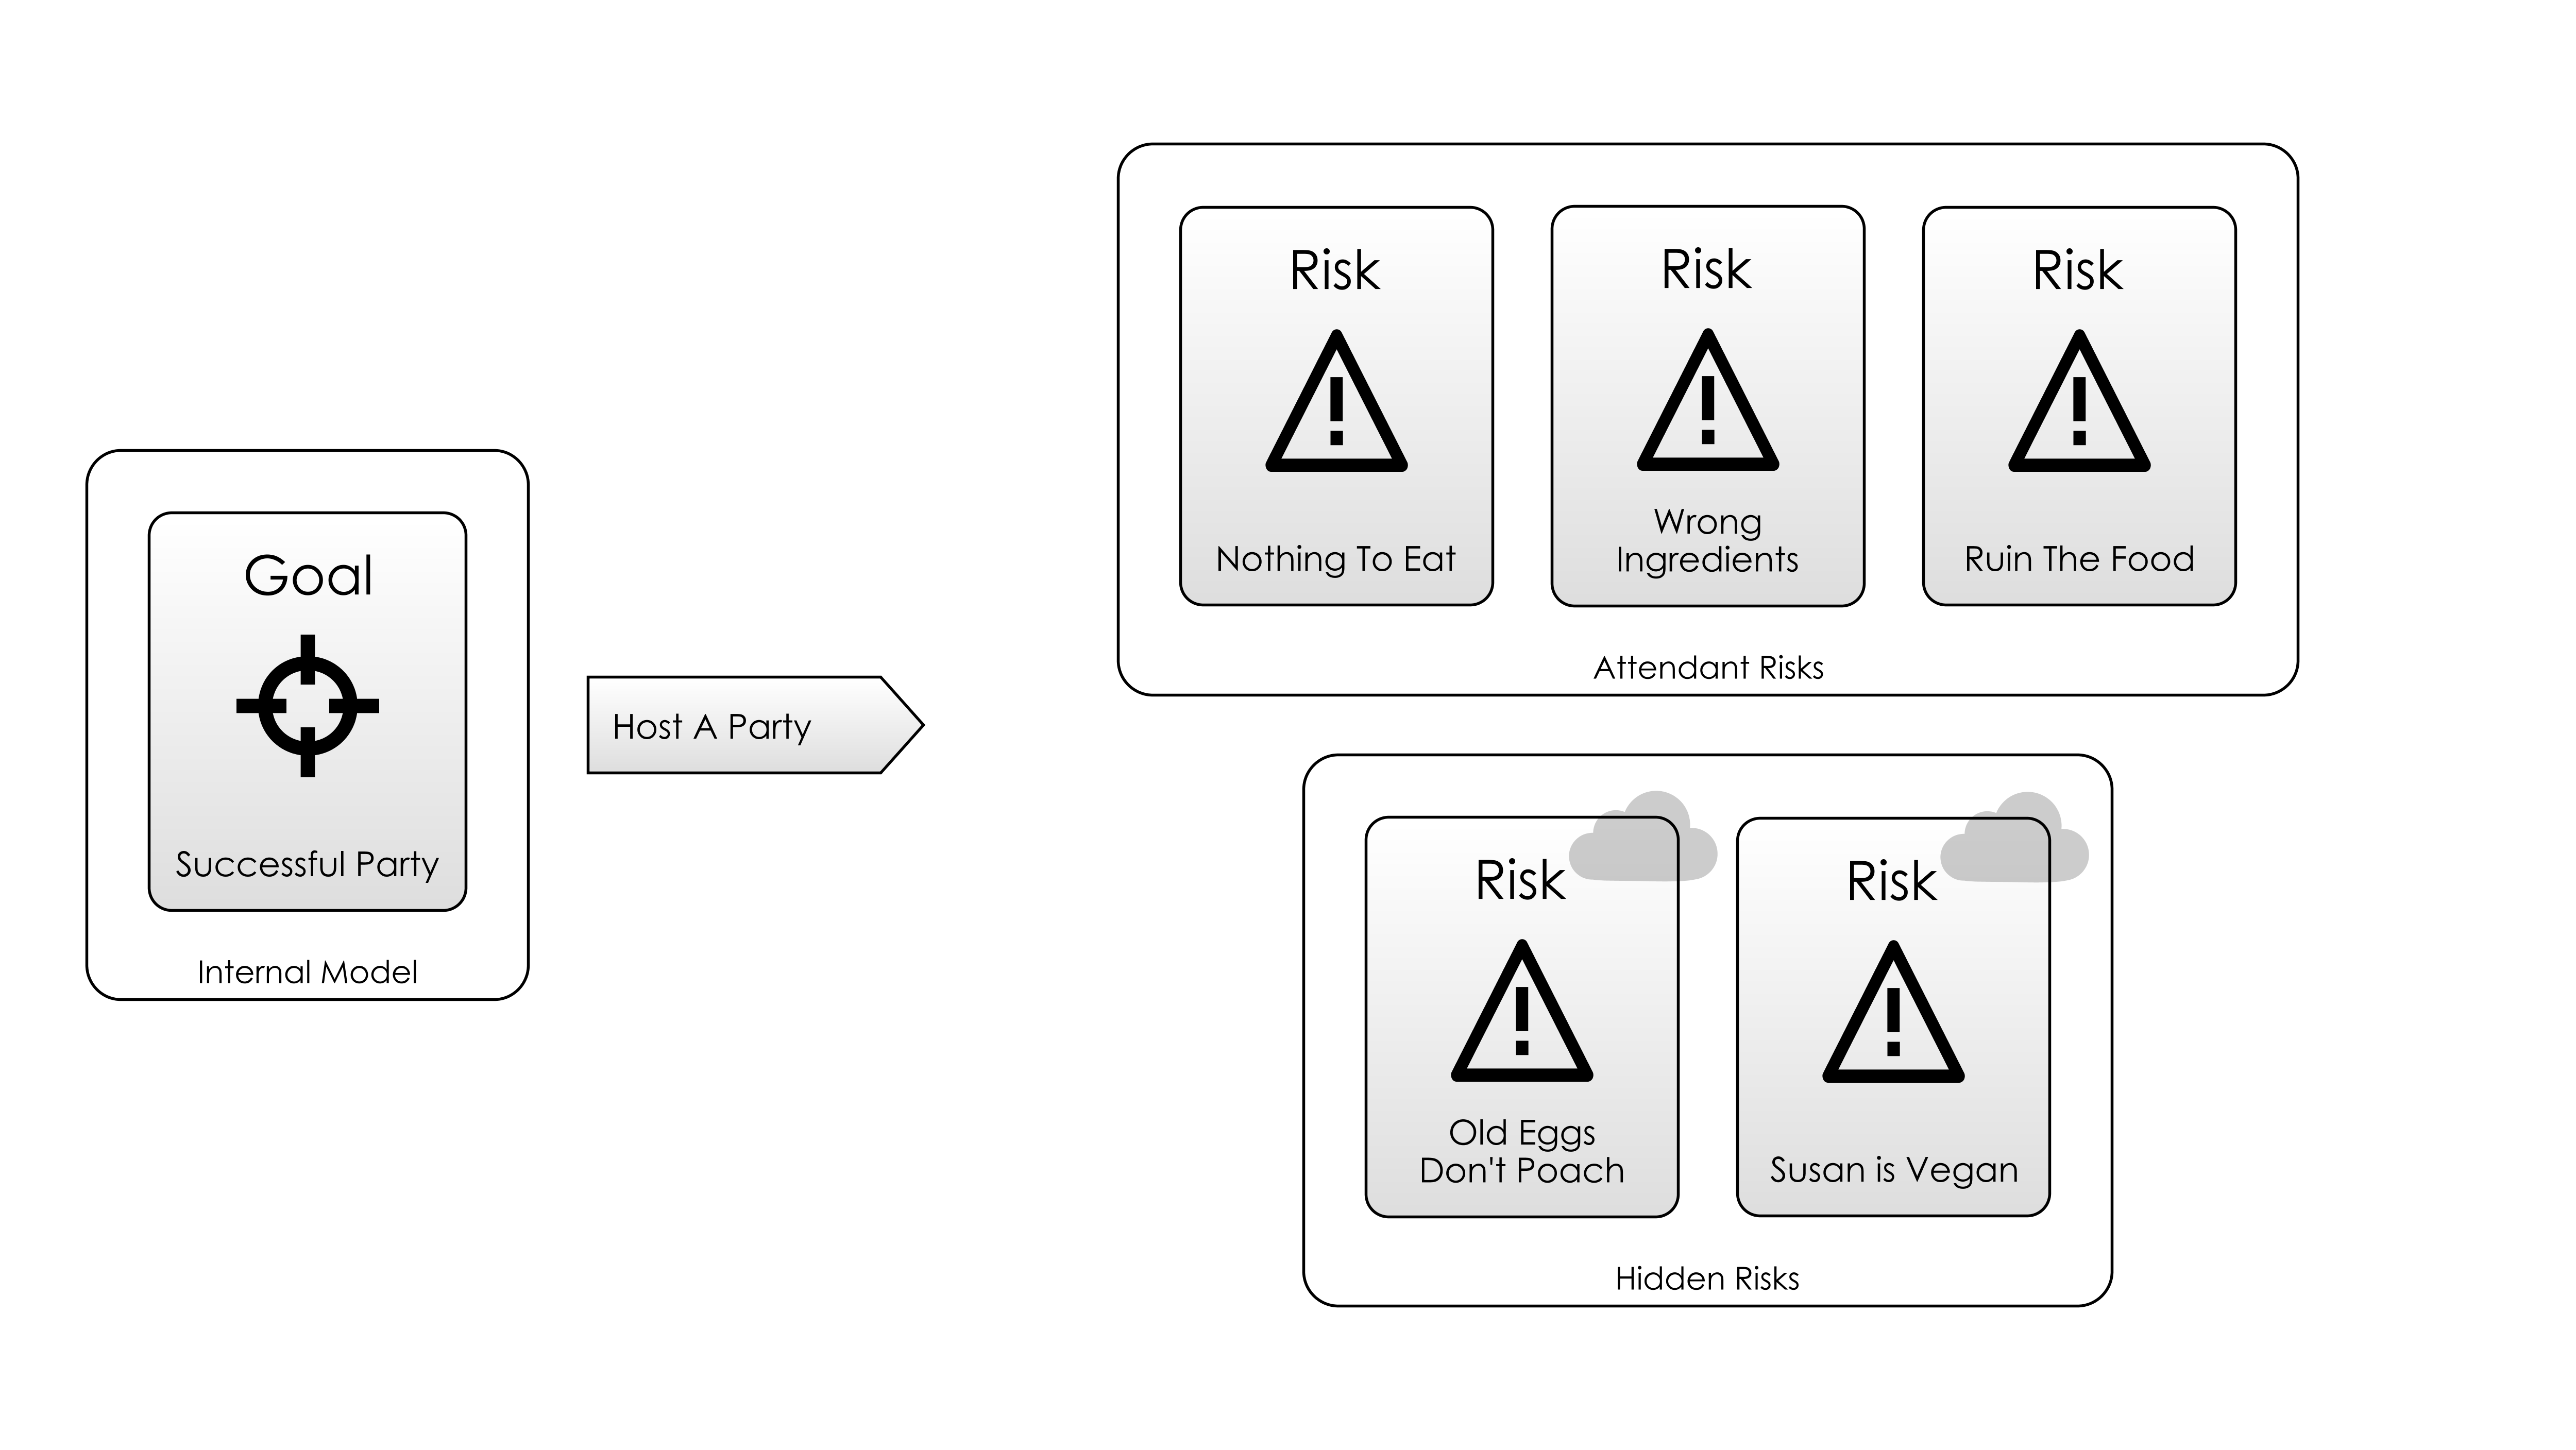 Goal
Successful Party
Internal Model
Host A Party
Risk
Nothing To Eat
Risk
Wrong
Ingredients
Risk
Ruin The Food
Attendant Risks
Risk
Old Eggs
Don't Poach
Risk
Susan is Vegan
Hidden Risks